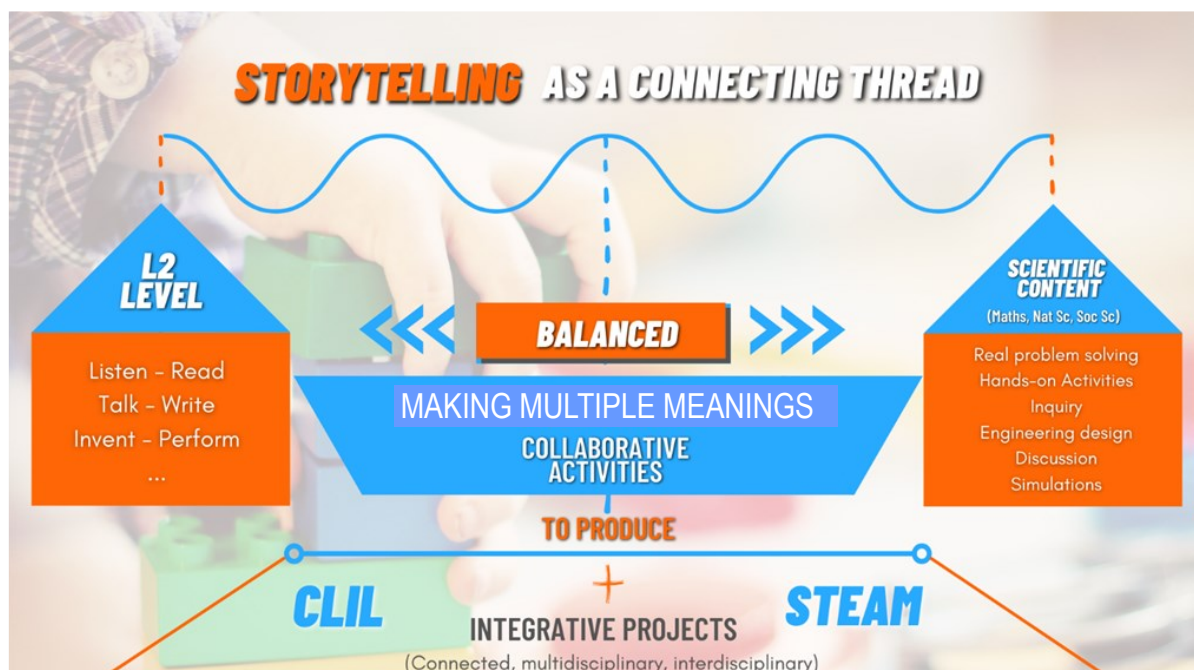 STORYTELLING AS A CONNECTING THREAD
L2
LEVEL
Listen - Read
Talk - Write
Invent - Perform
...
BALANCED
MAKING MULTIPLE MEANINGS
COLLABORATIVE
ACTIVITIES
SCIENTIFIC
CONTENT
(Maths, Nat Sc, Soc Sc)
Real problem solving
Hands-on Activities
Inquiry
Engineering design
Discussion
Simulations
TO PRODUCE
CLIL
+
STEAM
INTEGRATIVE PROJECTS
(Connected, multidisciplinary, interdisciplinary)